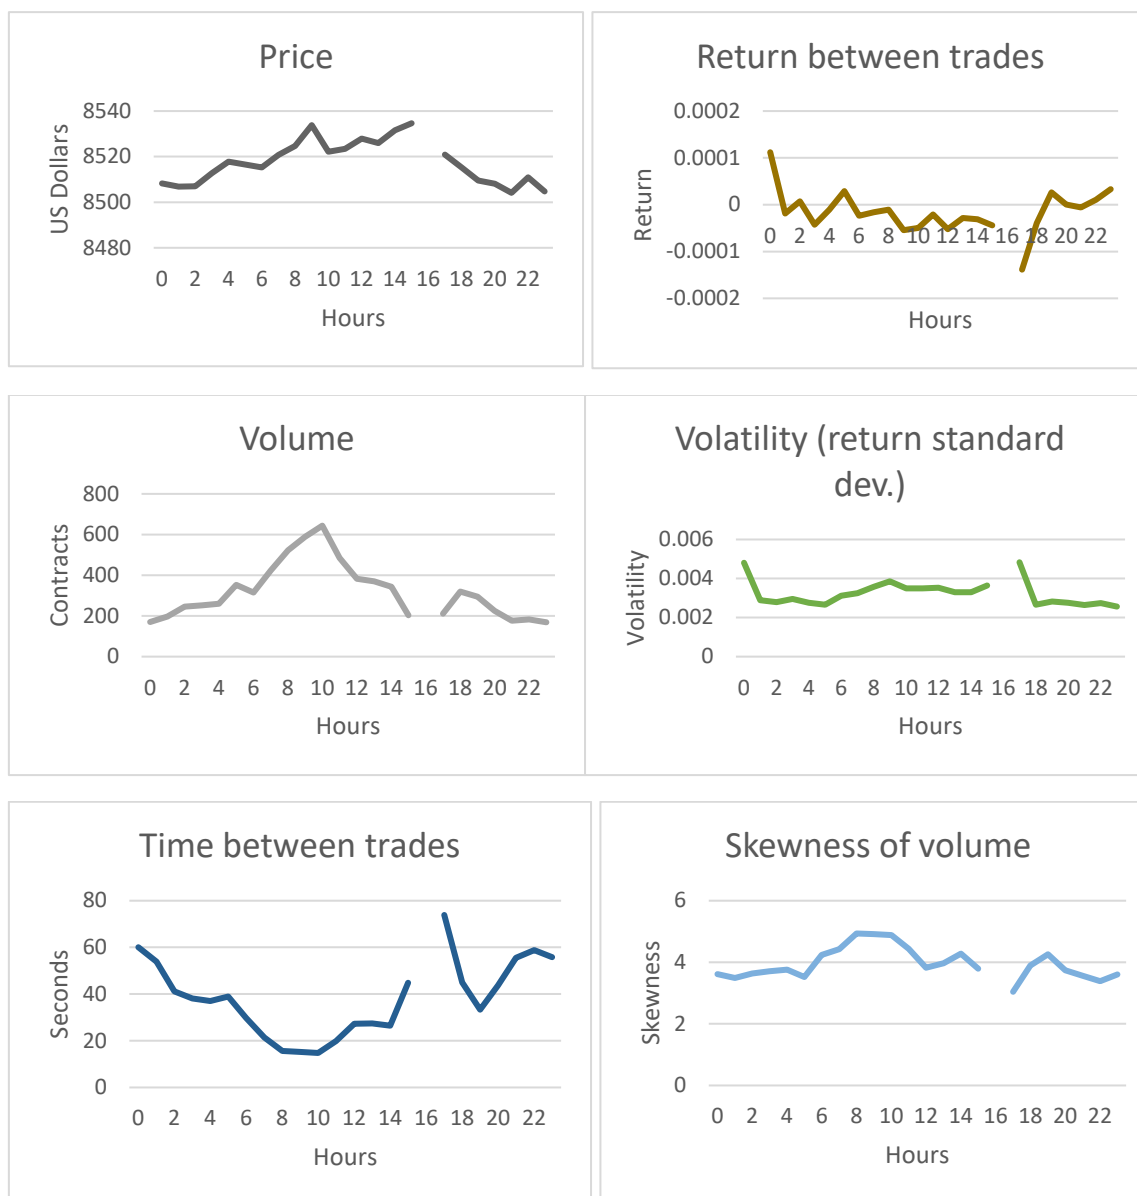 Price
US Dollars
8540
8520
8500
8480
0 2 4 6 8 10 12 14 16 18 20 22
Hours
Return between trades
Return
0.0002
0.0001
0
-0.0001
-0.0002
0 2 4 6 8 10 12 14 16 18 20 22
Hours
Volume
Contracts
800
600
400
200
0
0 2 4 6 8 10 12 14 16 18 20 22
Hours
Volatility (return standard
dev.)
Volatility
0.006
0.004
0.002
0
0 2 4 6 8 10 12 14 16 18 20 22
Hours
Time between trades
Seconds
80
60
40
20
0
0 2 4 6 8 10 12 14 16 18 20 22
Hours
Skewness of volume
Skewness
6
4
2
0
0 2 4 6 8 10 12 14 16 18 20 22
Hours